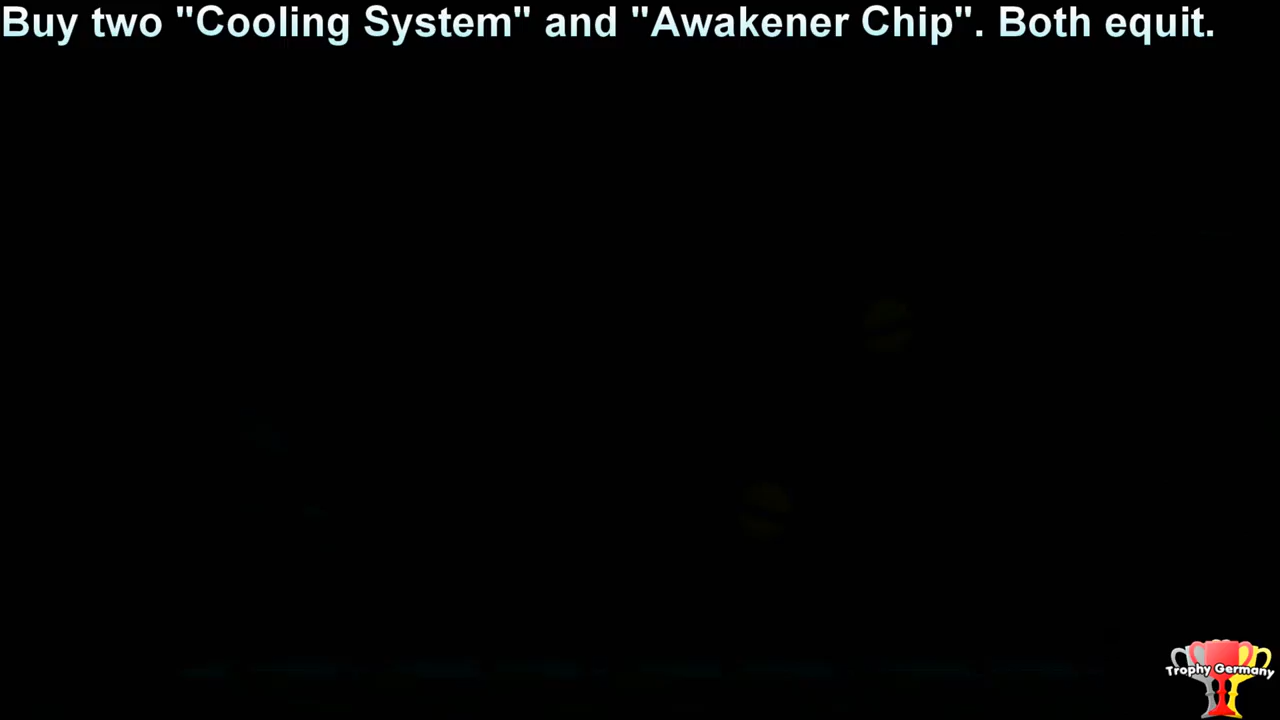 Buy two "Cooling System" and "Awakener Chip". Both equit.
Trophy Germany